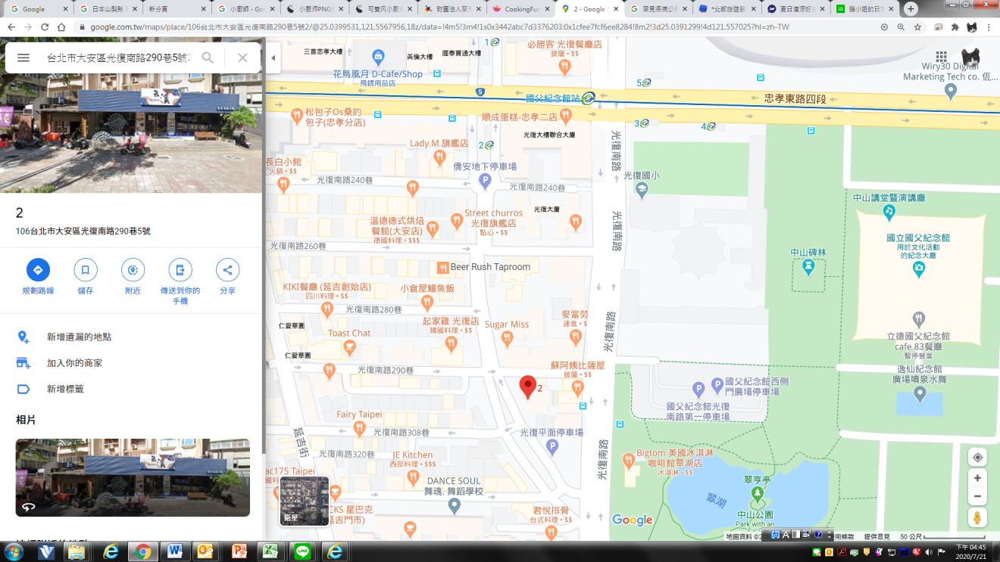 Google
日本山梨縣
新分頁
小廚師 - Goo
小廚師PNG
可愛风小廚
財團法人至
CookingFun
2 - Google
罕見疾病公
*北部旅遊
夏日清涼好
貓小姐的日
google.com.tw/maps/place/106台北市大安區光復南路290巷5號2/@25.0399531,121.5567956,18z/data=!4m5!3m4!1s0x3442abc7d3376203:0x1cfee7fcf6ee8284!8m2!3d25.0391299!4d121.557025?hl=zh-TW
台北市大安區光復南路290巷5號2
2
106台北市大安區光復南路290巷5號
規劃路線
儲存
附近
傳送到你的
手機
分享
新增遺漏的地點
加入你的商家
新增標籤
相片
三普忠孝大樓
英倫大樓
國泰寶通大樓
1
必勝客 光復餐廳店
披薩・$$
花鳥風月 D-Cafe/Shop
飛鏢用品店
Wiry30 Digital
Marketing Tech co. 伍...
5
5
國父紀念館站
忠孝東路四段
松包子Os桑的
包子(忠孝分店)
順成蛋糕-忠孝二店
3
4
光復大樓聯合大廈
Lady M 旗艦店
2
光復南路
長白小館
火鍋・$$
僑安地下停車場
光復南路240巷
光復南路240巷
光復國小
光復大廈
中山講堂暨演講廳
Street churros
光復旗艦店
點心・$$
溫德德式烘焙
餐館(大安店)
德國料理・$$$
光復南路
國立國父紀念館
用於文化活動
的紀念大廳
光復南路260巷
中山碑林
Beer Rush Taproom
KIKI餐廳 (延吉創始店)
四川料理・$$
小倉屋鰻魚飯
光復南路280巷
仁愛華園
起家雞 光復店
韓國料理・$$
Sugar Miss
麥當勞
速食・$
光復南路
立德國父紀念館
cafe 83餐廳
暫停營業
Toast Chat
仁愛華園
光復南路290巷
蘇阿姨比薩屋
披薩・$$
2
逸仙紀念館
廣場噴泉水舞
國父紀念館西側
門廣場停車場
國父紀念館光復
南路第一停車場
Fairy Taipei
光復南路308巷
延吉街
光復平面停車場
光復南路
光復南路320巷
JE Kitchen
西部料理・$$$
Bigtom 美國冰淇淋
咖啡館翠湖店
冰淇淋・$$
ac175 Taipei
DANCE SOUL
舞魂. 舞蹈學校
翠亨亭
翠湖
中山公園
Park with an
CKS 星巴克
延吉門市)
君悅排骨
台式料理・$$
衛星
Google
地圖資料 ©2
用條款
提供意見
50 公尺
下午 04:45
2020/7/21